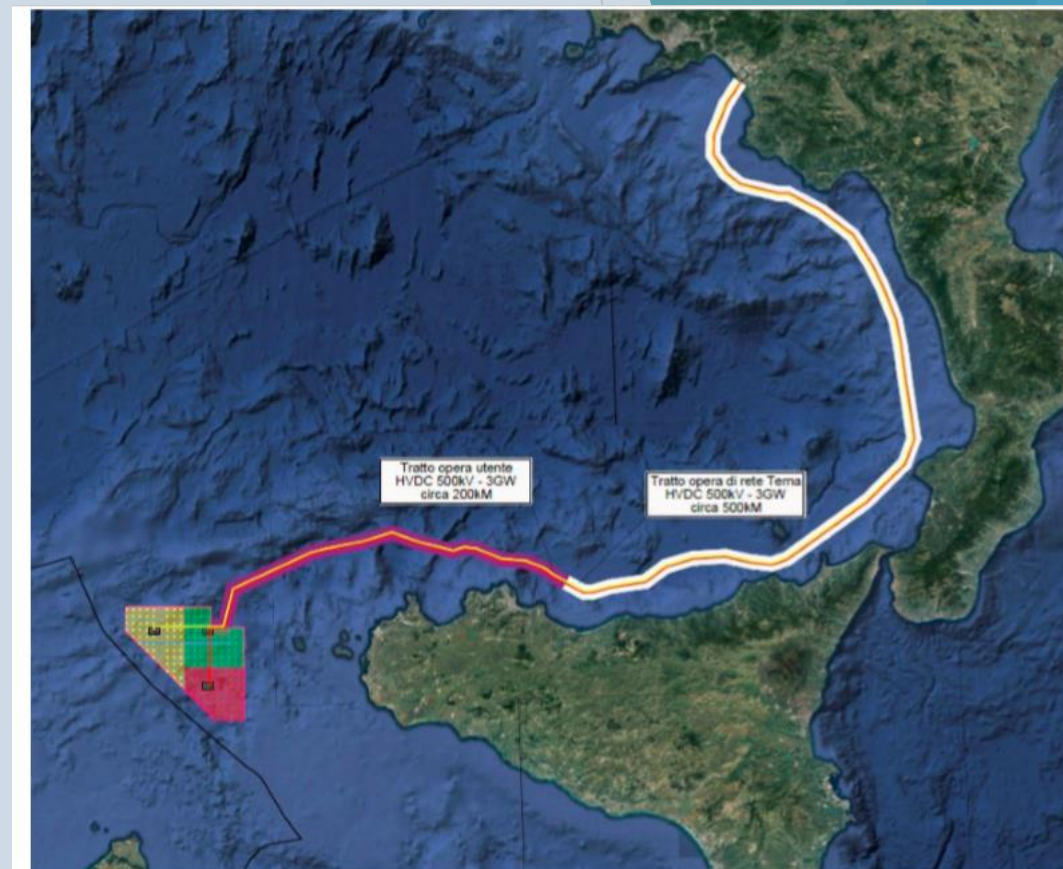 Tratto opera utente
HVDC 500kV - 3GW
circa 200kM
Tratto opera di rete Terna
HVDC 500kV - 3GW
circa 500kM